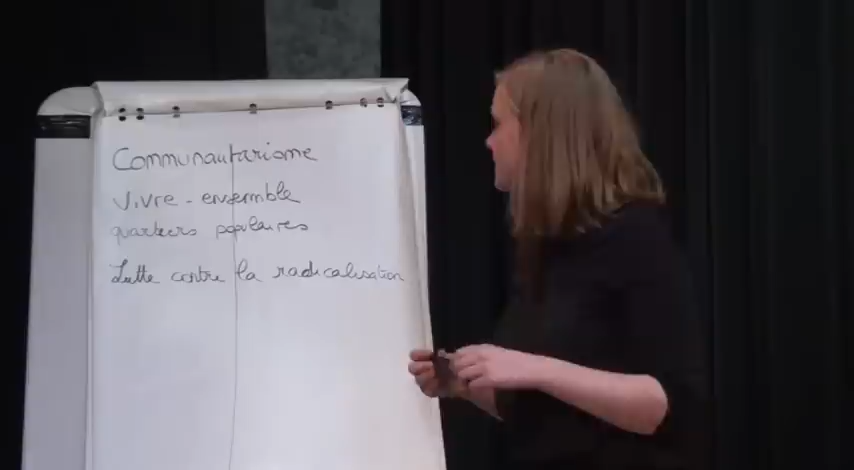 Communautarisme
Vivre-ensemble
quartiers populaires
Lutte contre la radicalisation